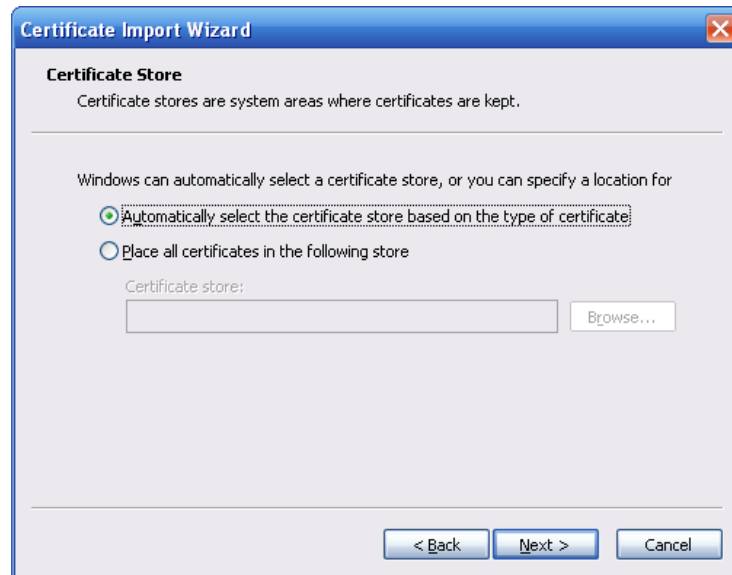 Certificate Import Wizard
Certificate Store
Certificate stores are system areas where certificates are kept.
Windows can automatically select a certificate store, or you can specify a location for
Automatically select the certificate store based on the type of certificate
Place all certificates in the following store
Certificate store:
Browse...
< Back Next > Cancel